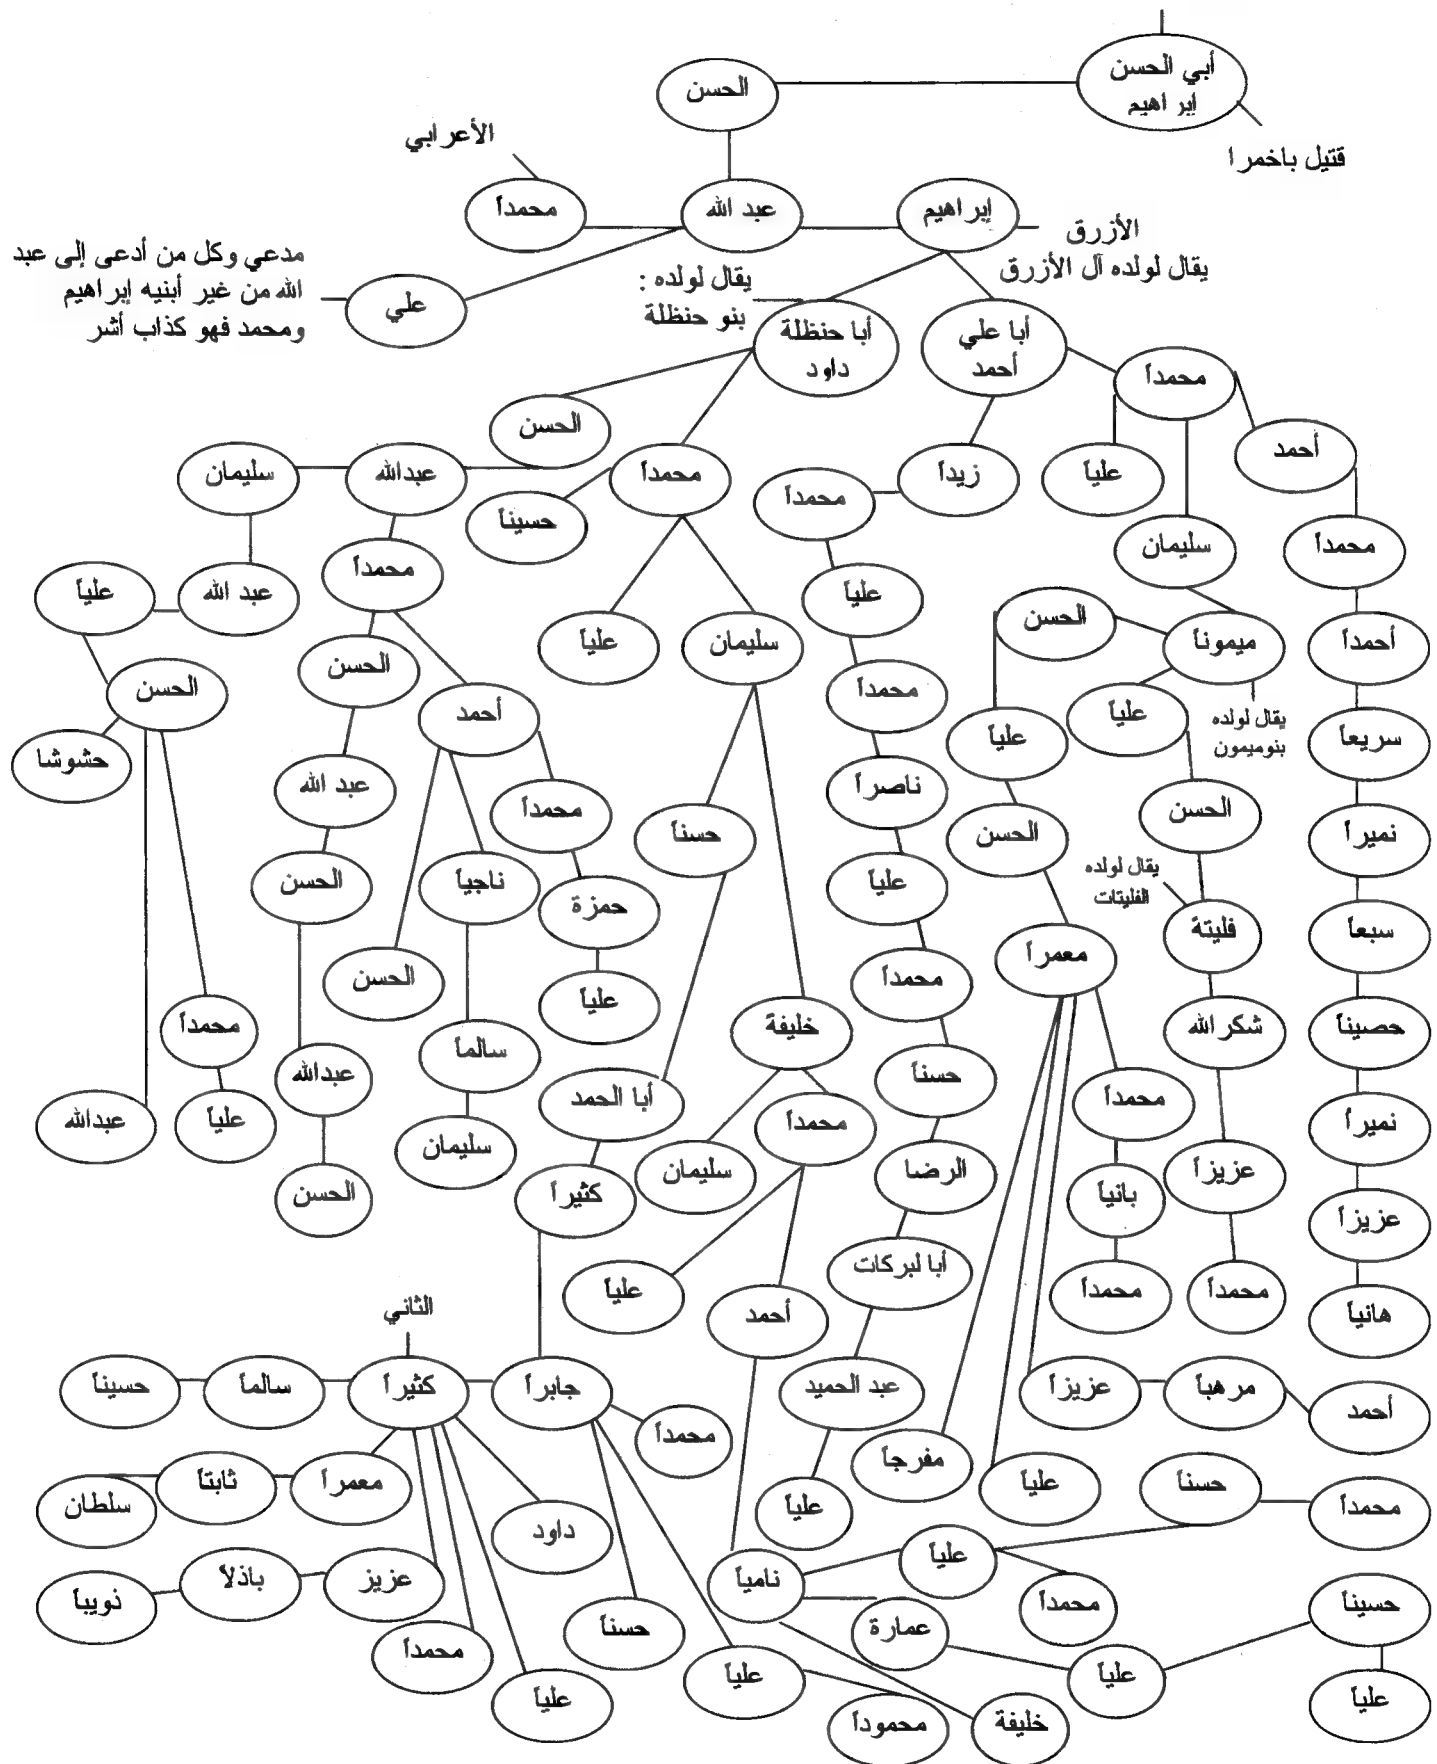 أبي الحسن
إبراهيم
الحسن
قتيل باخمرا
الأعرابي
إبراهيم
عبد الله
محمداً
الأزرق
يقال لولده آل الأزرق
مدعي وكل من أدعى إلى عبد
الله من غير أبنيه إبراهيم
ومحمد فهو كذاب أشر
علي
يقال لولده :
بنو حنظلة
أبا حنظلة
داود
أبا علي
أحمد
محمداً
أحمد
علياً
زيداً
محمداً
محمداً
الحسن
حسيناً
عبدالله
سليمان
محمداً
سليمان
علياً
سليمان
علياً
محمداً
عبد الله
علياً
أحمداً
ميموناً
الحسن
يقال لولده
بنوميمون
علياً
علياً
محمداً
أحمد
الحسن
الحسن
حشوشا
سريعاً
الحسن
الحسن
ناصراً
حسناً
محمداً
عبد الله
نميراً
يقال لولده
الفليتات
فليتة
معمراً
علياً
حمزة
ناجياً
الحسن
سبعاً
محمداً
علياً
الحسن
حصيناً
شكر الله
خليفة
سالماً
محمداً
حسناً
محمداً
أبا الحمد
عبدالله
علياً
عبدالله
نميراً
محمداً
سليمان
سليمان
الرضا
كثيراً
الحسن
عزيزاً
عزيزاً
بانياً
أبا لبركات
علياً
هانياً
محمداً
محمداً
أحمد
الثاني
عبد الحميد
جابراً
كثيراً
سالماً
حسيناً
أحمد
مرهباً
عزيزاً
محمداً
مفرجاً
معمراً
ثابتاً
سلطان
محمداً
حسناً
علياً
علياً
داود
علياً
نامياً
عزيز
باذلاً
نويبا
حسيناً
محمداً
عمارة
حسناً
محمداً
علياً
علياً
علياً
علياً
خليفة
محموداً